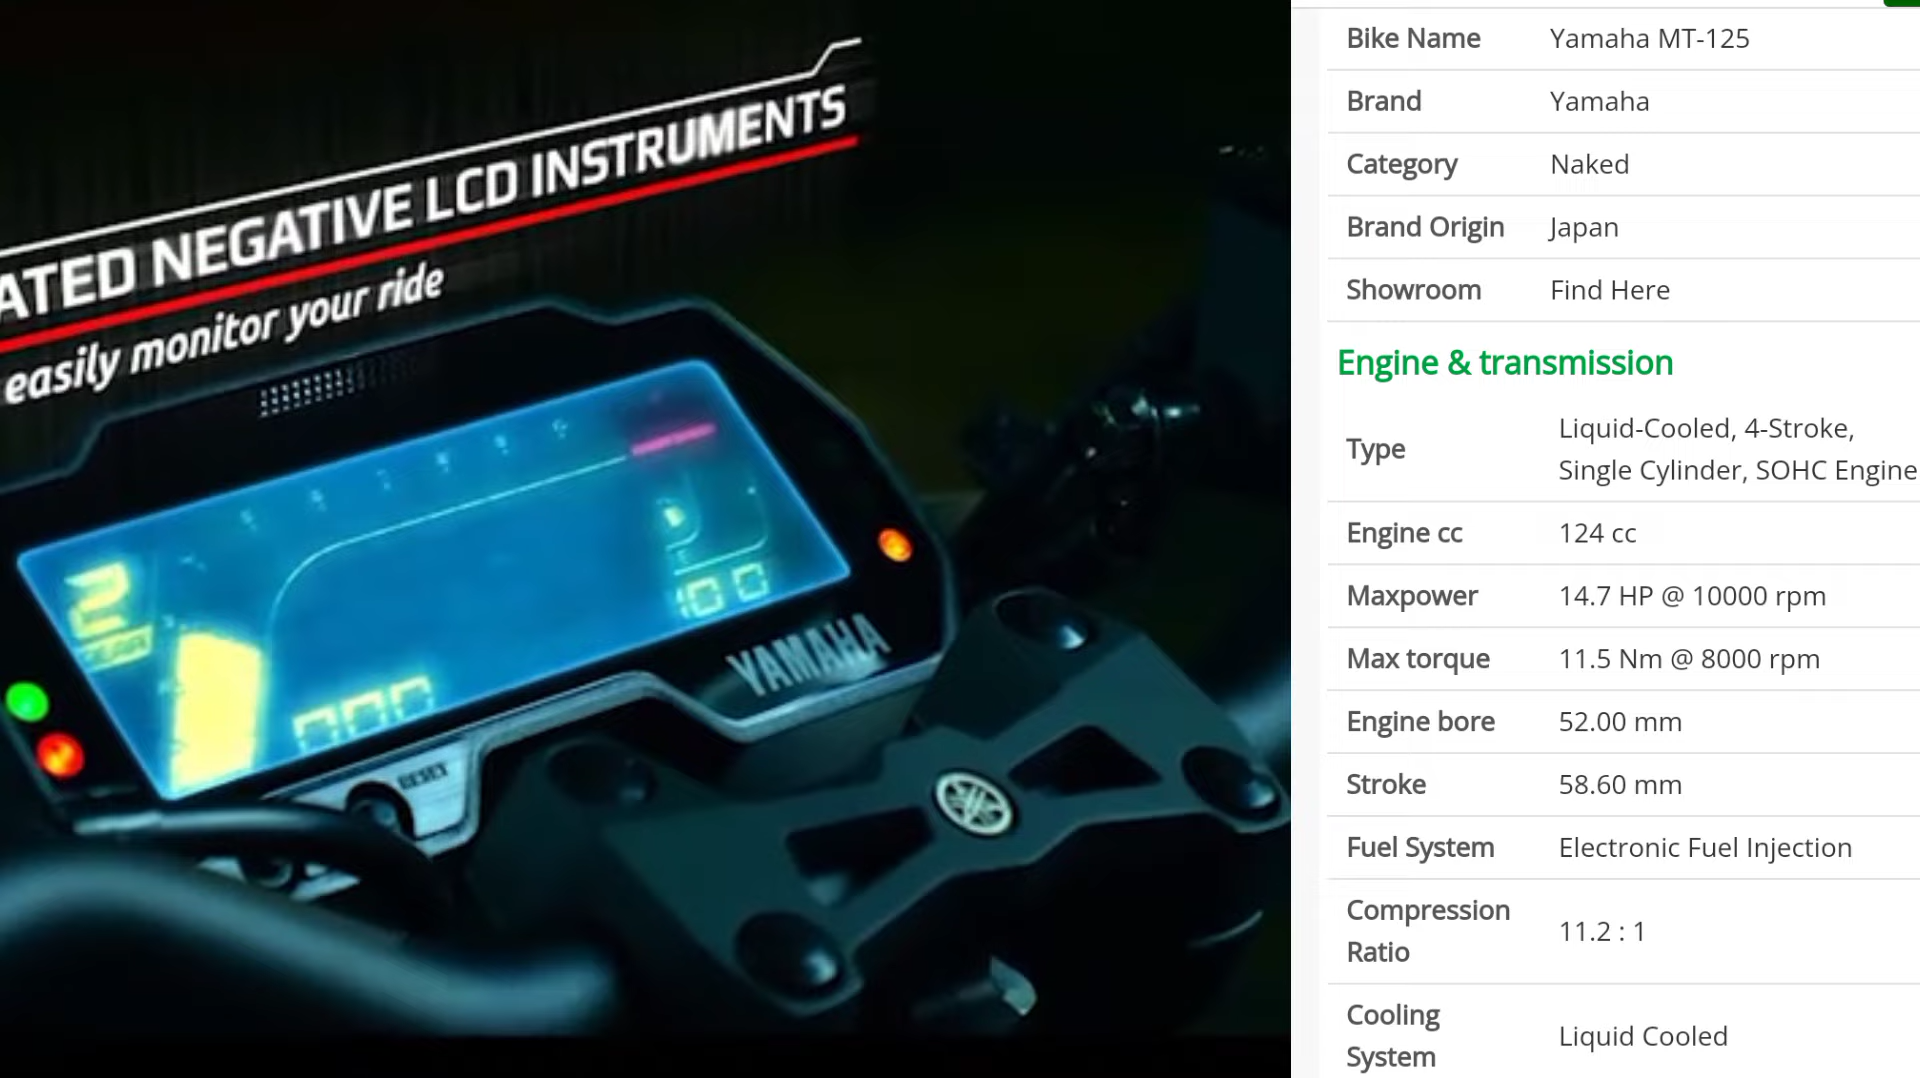 ATED NEGATIVE LCD INSTRUMENTS
easily monitor your ride
2
100
YAMAHA
RESET
Bike Name Yamaha MT-125
Brand Yamaha
Category Naked
Brand Origin Japan
Showroom Find Here
Engine & transmission
Type Liquid-Cooled, 4-Stroke,
Single Cylinder, SOHC Engine
Engine cc 124 cc
Maxpower 14.7 HP @ 10000 rpm
Max torque 11.5 Nm @ 8000 rpm
Engine bore 52.00 mm
Stroke 58.60 mm
Fuel System Electronic Fuel Injection
Compression
Ratio 11.2 : 1
Cooling
System Liquid Cooled